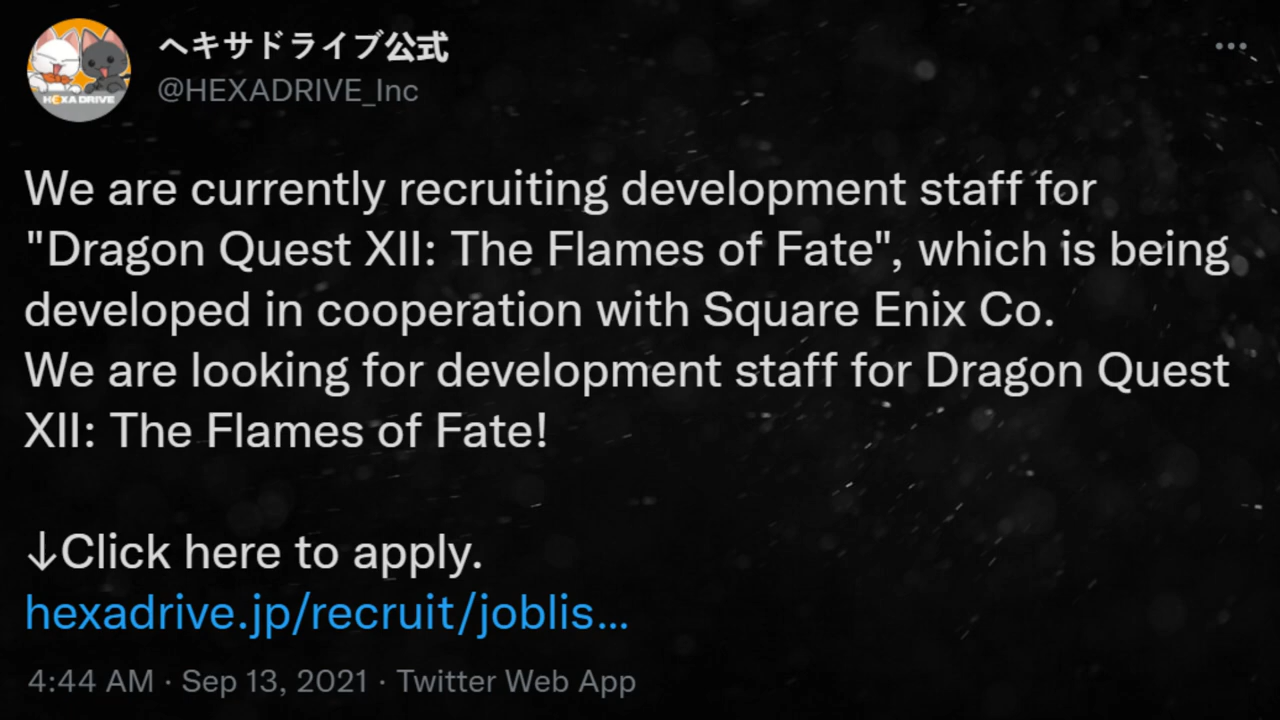 ヘキサドライブ公式
@HEXADRIVE_Inc
HEXA DRIVE
We are currently recruiting development staff for
"Dragon Quest XII: The Flames of Fate", which is being
developed in cooperation with Square Enix Co.
We are looking for development staff for Dragon Quest
XII: The Flames of Fate!
↓Click here to apply.
hexadrive.jp/recruit/joblis...
4:44 AM · Sep 13, 2021 · Twitter Web App